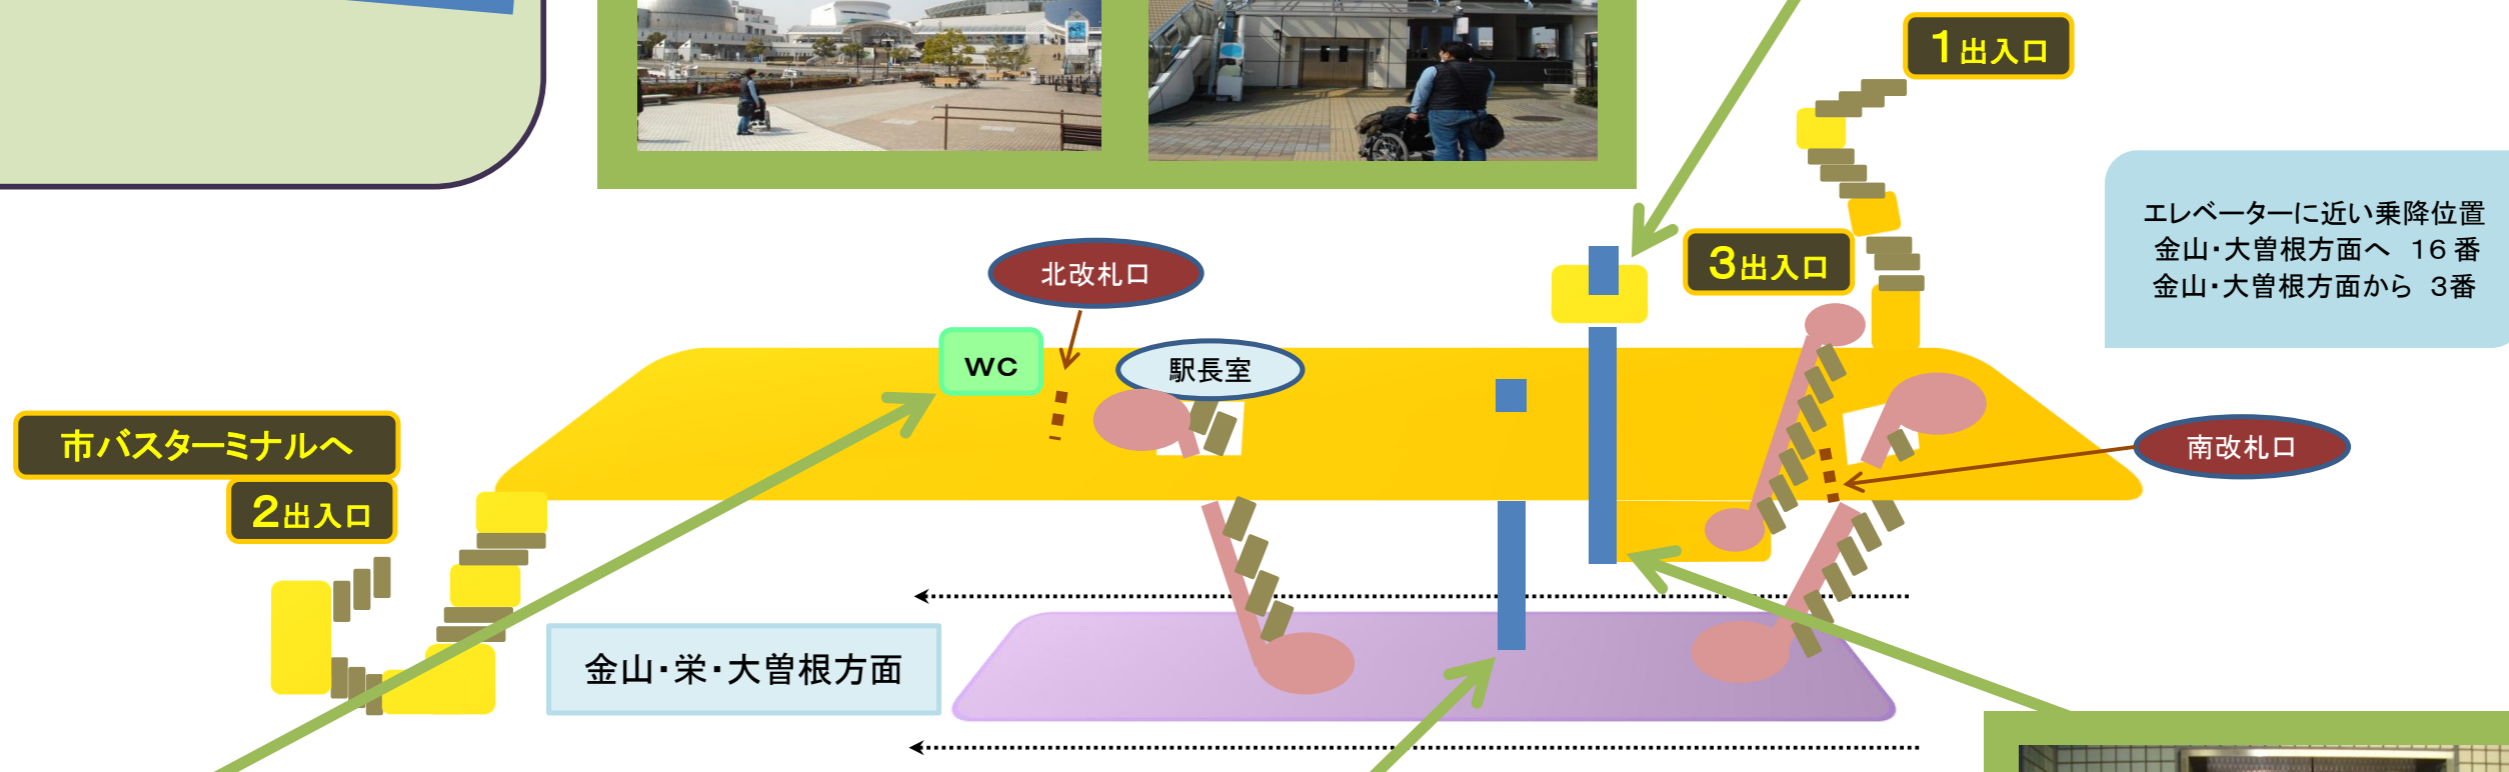 1出入口
エレベーターに近い乗降位置
金山・大曽根方面へ 16番
金山・大曽根方面から 3番
3出入口
北改札口
WC
駅長室
市バスターミナルへ
2出入口
南改札口
金山・栄・大曽根方面